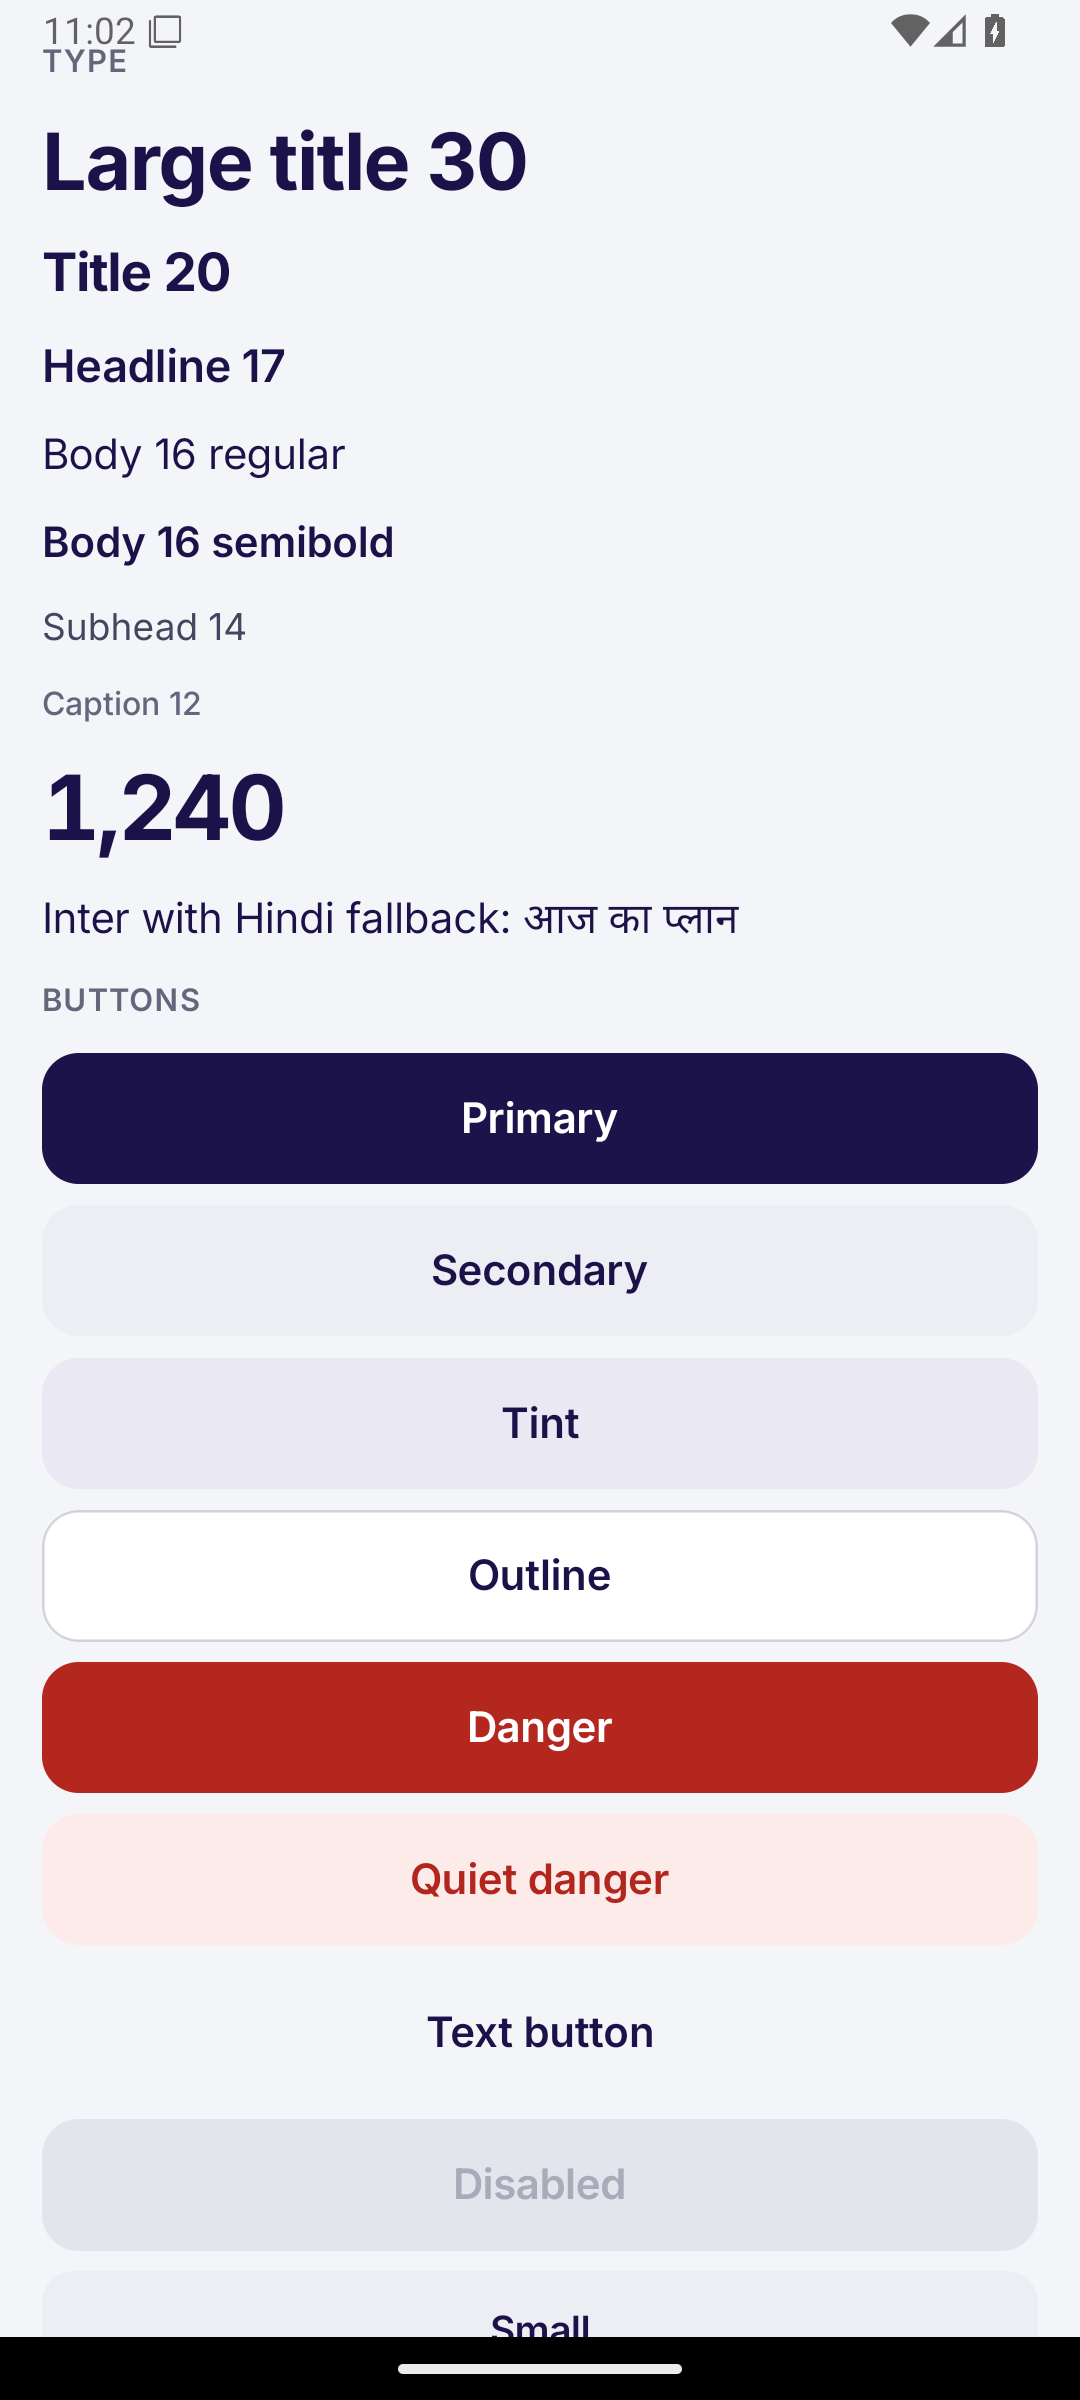 11:02
TYPE
Large title 30
Title 20
Headline 17
Body 16 regular
Body 16 semibold
Subhead 14
Caption 12
1,240
Inter with Hindi fallback: आज का प्लान
BUTTONS
Primary
Secondary
Tint
Outline
Danger
Quiet danger
Text button
Disabled
Small